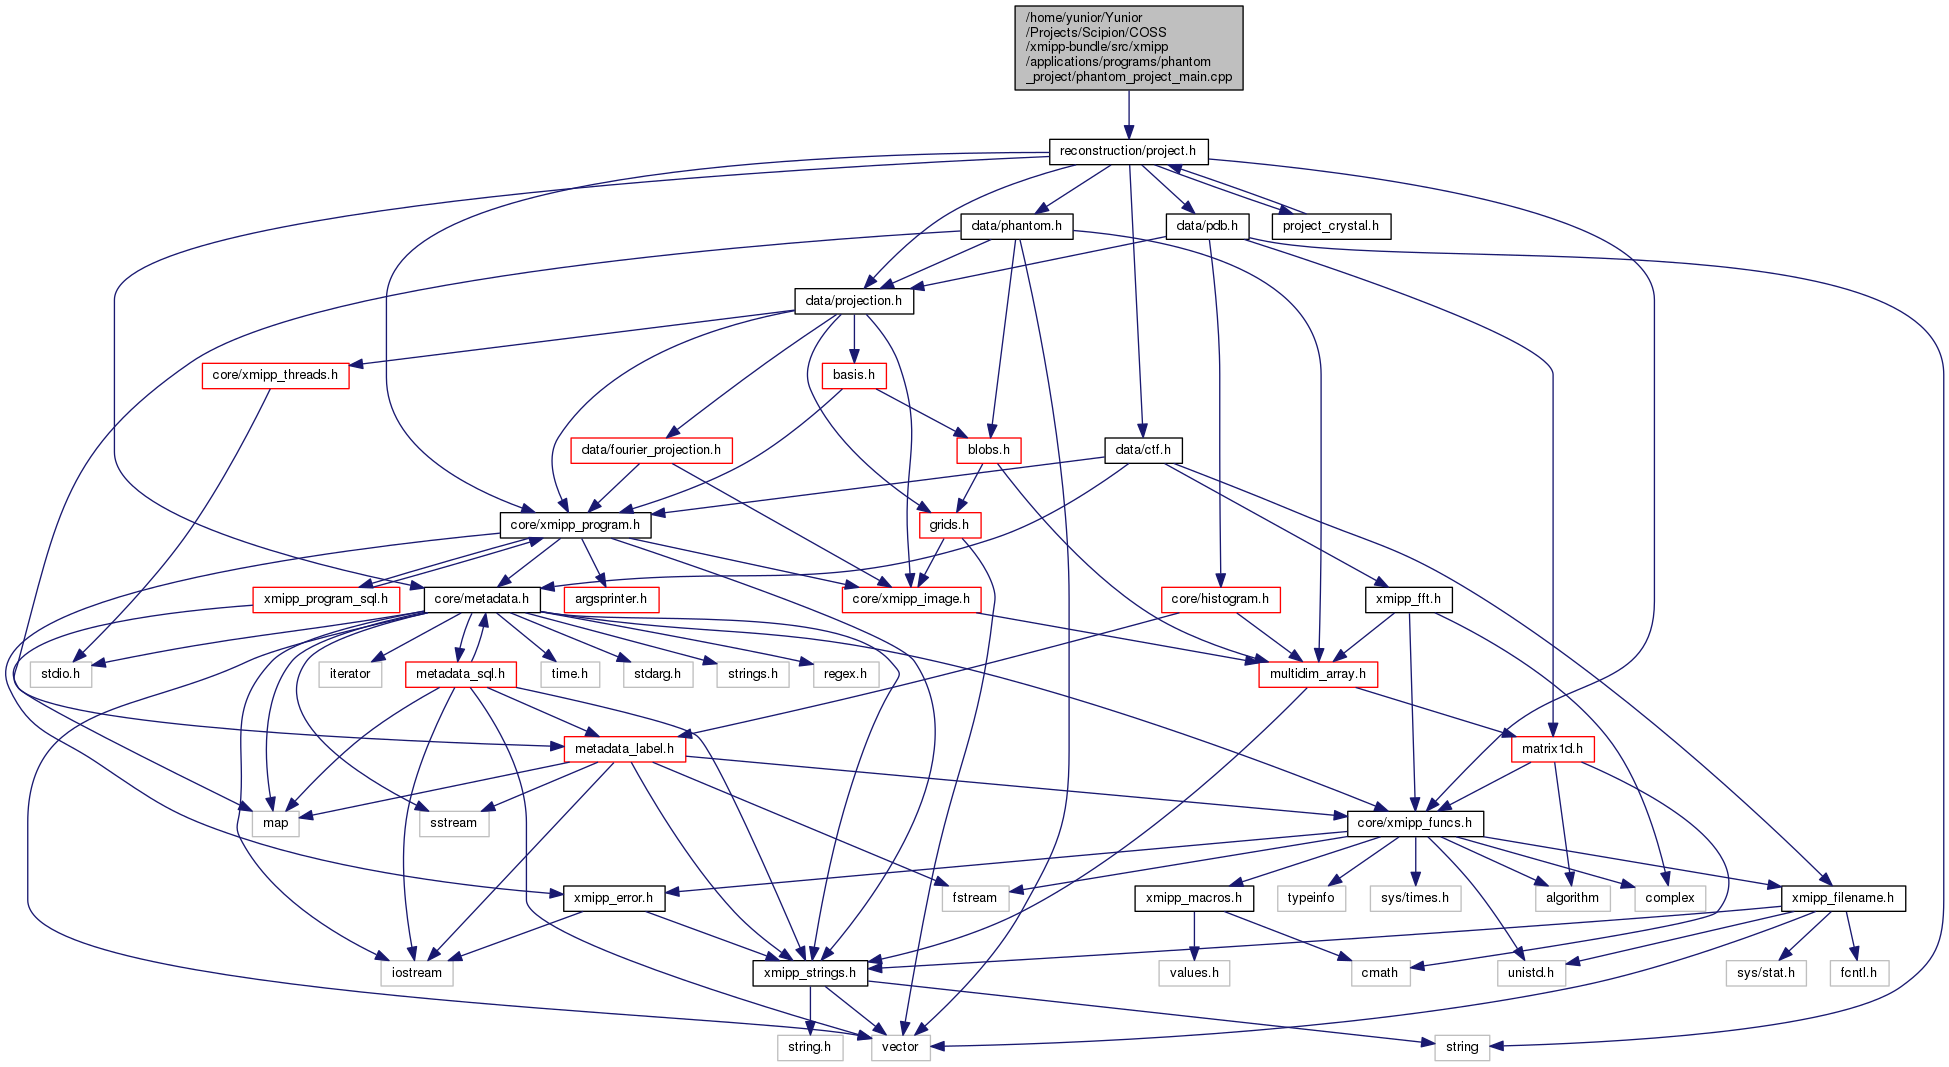 /home/yunior/Yunior
/Projects/Scipion/COSS
/xmipp-bundle/src/xmipp
/applications/programs/phantom
_project/phantom_project_main.cpp
reconstruction/project.h
data/phantom.h
data/pdb.h
project_crystal.h
data/projection.h
core/xmipp_threads.h
basis.h
data/fourier_projection.h
blobs.h
data/ctf.h
core/xmipp_program.h
grids.h
xmipp_program_sql.h
core/metadata.h
argsprinter.h
core/xmipp_image.h
core/histogram.h
xmipp_fft.h
stdio.h
iterator
metadata_sql.h
time.h
stdarg.h
strings.h
regex.h
multidim_array.h
metadata_label.h
matrix1d.h
map
sstream
core/xmipp_funcs.h
xmipp_error.h
fstream
xmipp_macros.h
typeinfo
sys/times.h
algorithm
complex
xmipp_filename.h
iostream
xmipp_strings.h
values.h
cmath
unistd.h
sys/stat.h
fcntl.h
string.h
vector
string